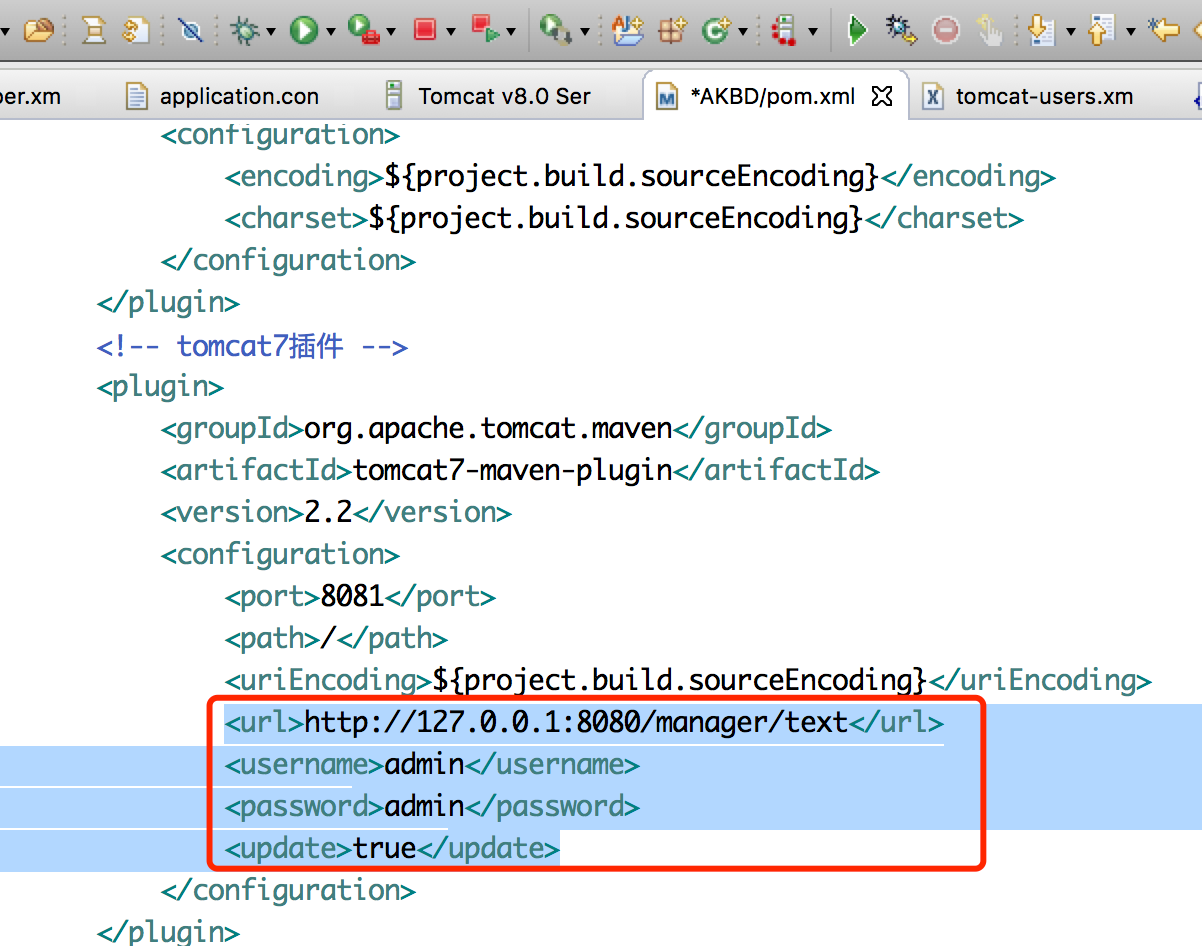 per.xm
application.con
Tomcat v8.0 Ser
*AKBD/pom.xml
tomcat-users.xm
<configuration>
<encoding>${project.build.sourceEncoding}</encoding>
<charset>${project.build.sourceEncoding}</charset>
</configuration>
</plugin>
<!-- tomcat7插件 -->
<plugin>
<groupId>org.apache.tomcat.maven</groupId>
<artifactId>tomcat7-maven-plugin</artifactId>
<version>2.2</version>
<configuration>
<port>8081</port>
<path>/</path>
<uriEncoding>${project.build.sourceEncoding}</uriEncoding>
<url>http://127.0.0.1:8080/manager/text</url>
<username>admin</username>
<password>admin</password>
<update>true</update>
</configuration>
</plugin>